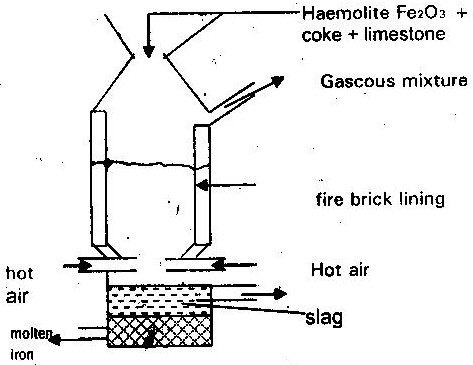 Haemolite Fe₂O₃ +
coke + limestone
Gascous mixture
fire brick lining
hot
air
Hot air
slag
molten
iron